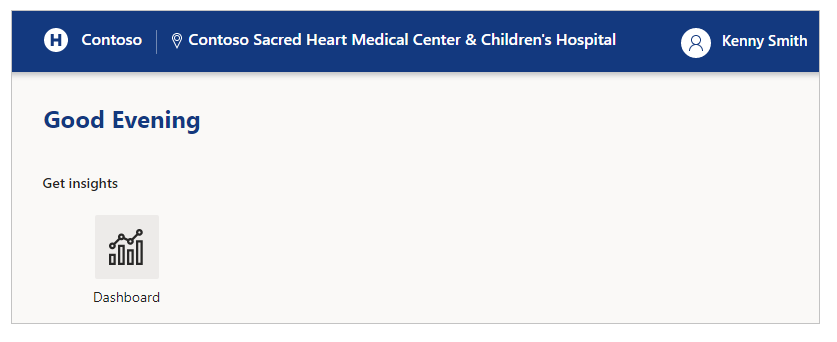 H Contoso Contoso Sacred Heart Medical Center & Children's Hospital Kenny Smith
Good Evening
Get insights
Dashboard